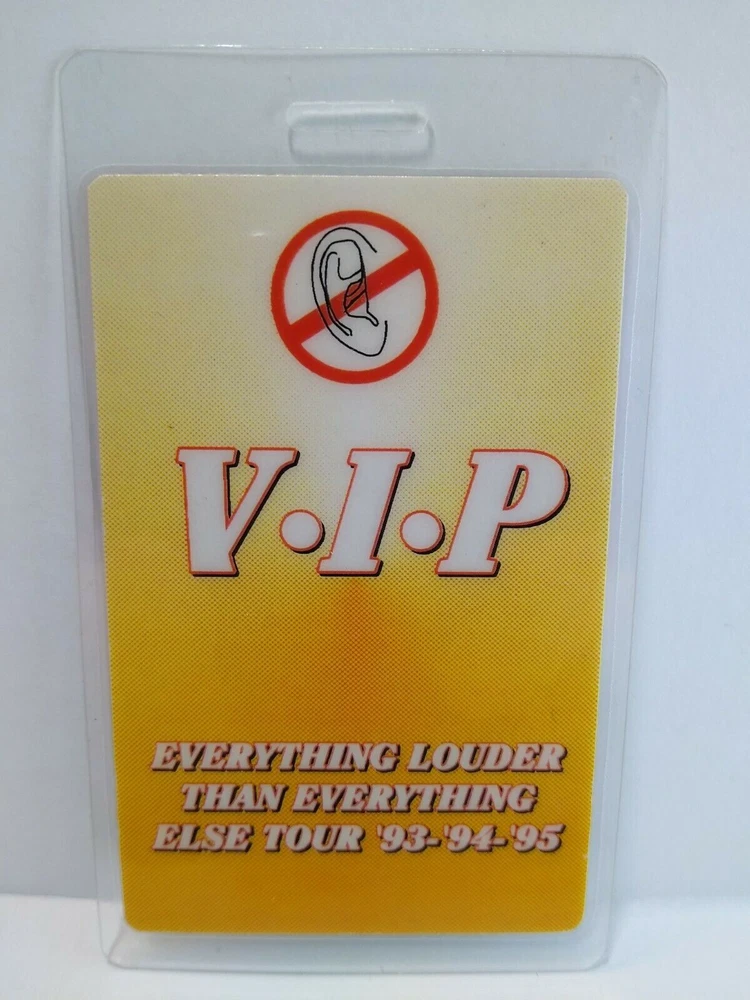 V•I•P
EVERYTHING LOUDER
THAN EVERYTHING
ELSE TOUR '93-'94-'95